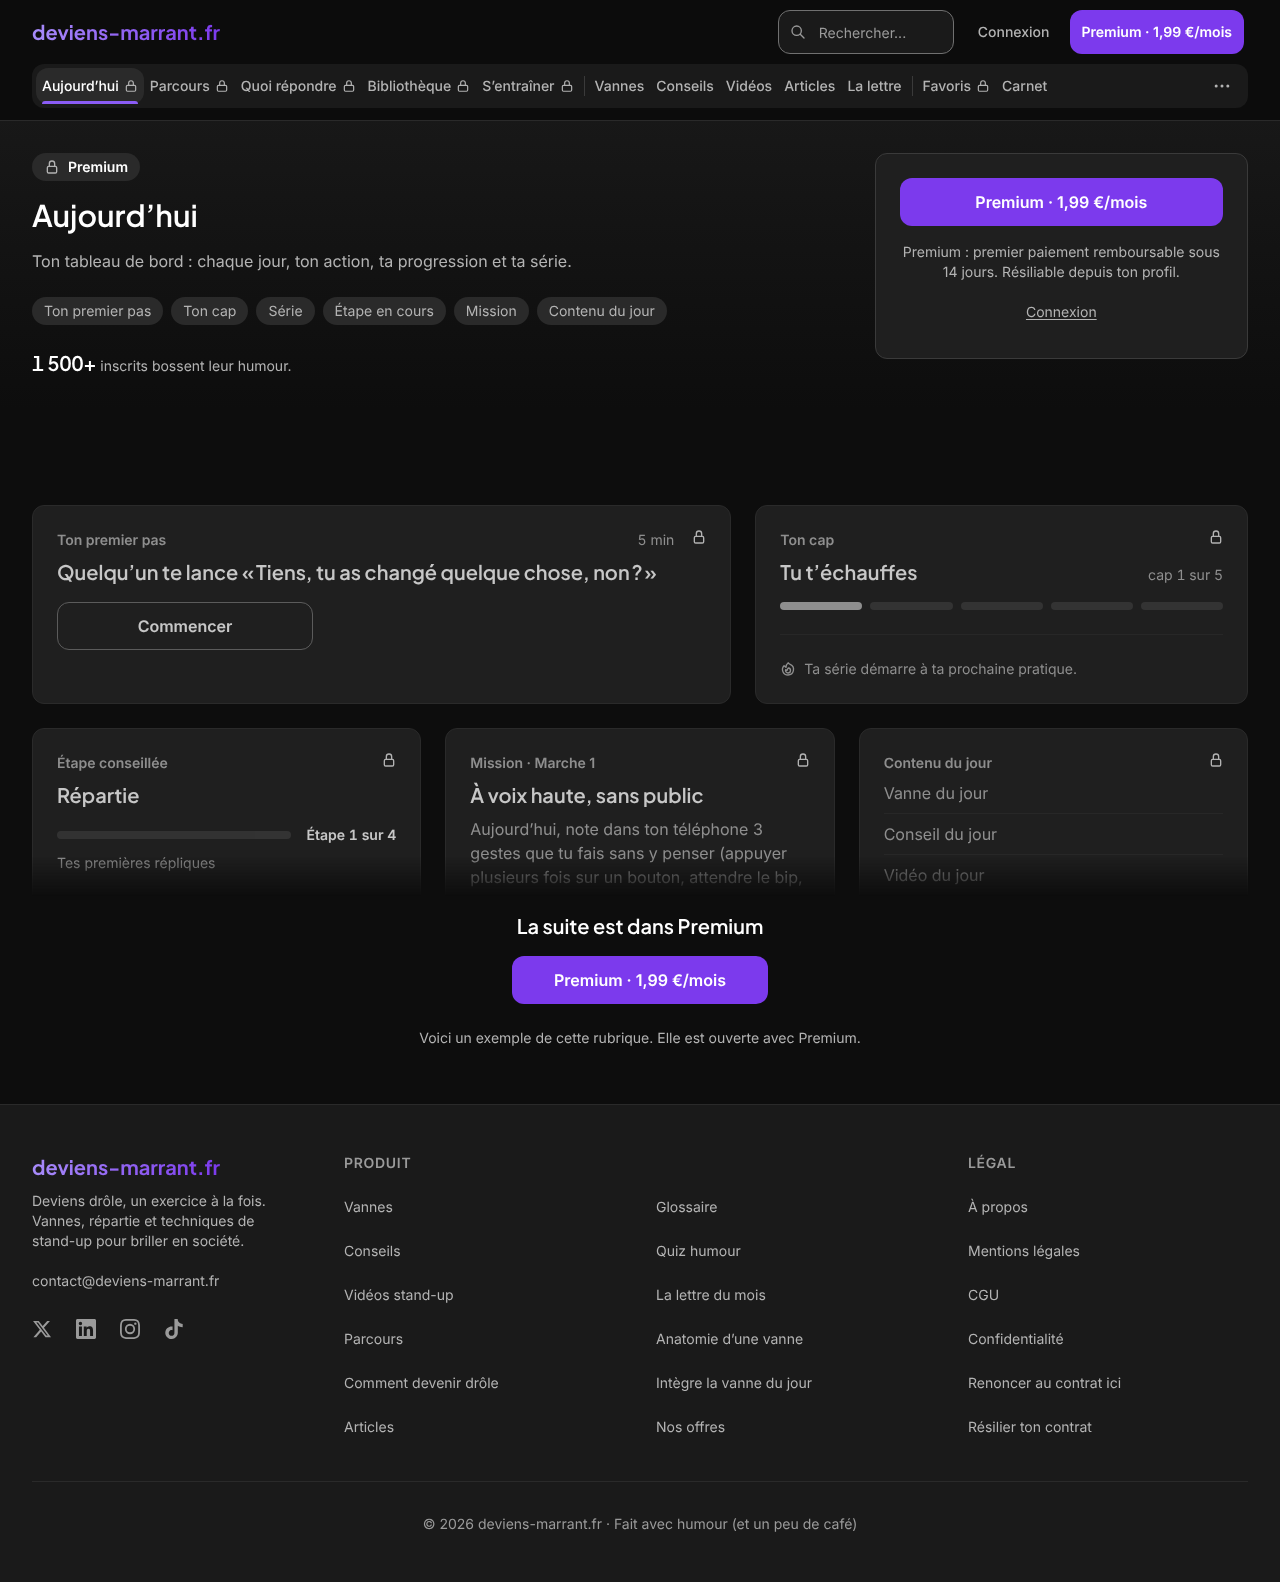 deviens-marrant.fr
Rechercher...
Connexion
Premium · 1,99 €/mois
Aujourd’hui
Parcours
Quoi répondre
Bibliothèque
S’entraîner
Vannes
Conseils
Vidéos
Articles
La lettre
Favoris
Carnet
Premium
Aujourd’hui
Ton tableau de bord : chaque jour, ton action, ta progression et ta série.
Ton premier pas
Ton cap
Série
Étape en cours
Mission
Contenu du jour
1 500+ inscrits bossent leur humour.
Premium · 1,99 €/mois
Premium : premier paiement remboursable sous
14 jours. Résiliable depuis ton profil.
Connexion
Ton premier pas
5 min
Quelqu’un te lance « Tiens, tu as changé quelque chose, non ? »
Commencer
Ton cap
Tu t’échauffes
cap 1 sur 5
Ta série démarre à ta prochaine pratique.
Étape conseillée
Répartie
Étape 1 sur 4
Tes premières répliques
Mission · Marche 1
À voix haute, sans public
Aujourd’hui, note dans ton téléphone 3
gestes que tu fais sans y penser (appuyer
plusieurs fois sur un bouton, attendre le bip,
Contenu du jour
Vanne du jour
Conseil du jour
Vidéo du jour
La suite est dans Premium
Premium · 1,99 €/mois
Voici un exemple de cette rubrique. Elle est ouverte avec Premium.
deviens-marrant.fr
Deviens drôle, un exercice à la fois.
Vannes, répartie et techniques de
stand-up pour briller en société.
contact@deviens-marrant.fr
PRODUIT
Vannes
Conseils
Vidéos stand-up
Parcours
Comment devenir drôle
Articles
Glossaire
Quiz humour
La lettre du mois
Anatomie d’une vanne
Intègre la vanne du jour
Nos offres
LÉGAL
À propos
Mentions légales
CGU
Confidentialité
Renoncer au contrat ici
Résilier ton contrat
© 2026 deviens-marrant.fr · Fait avec humour (et un peu de café)